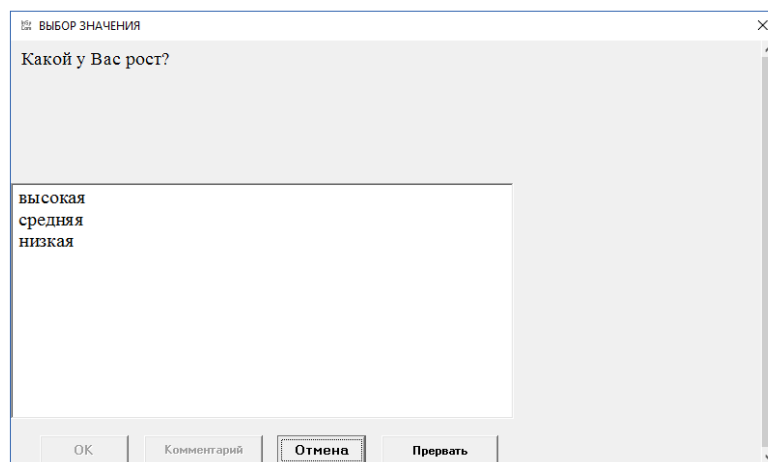 ВЫБОР ЗНАЧЕНИЯ
Какой у Вас рост?
высокая
средняя
низкая
OK Комментарий Отмена Прервать